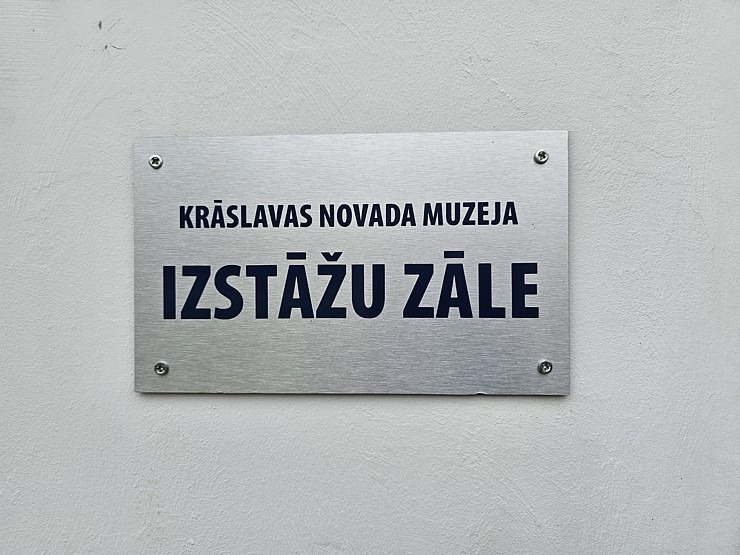 KRĀSLAVAS NOVADA MUZEJA
IZSTĀŽU ZĀLE